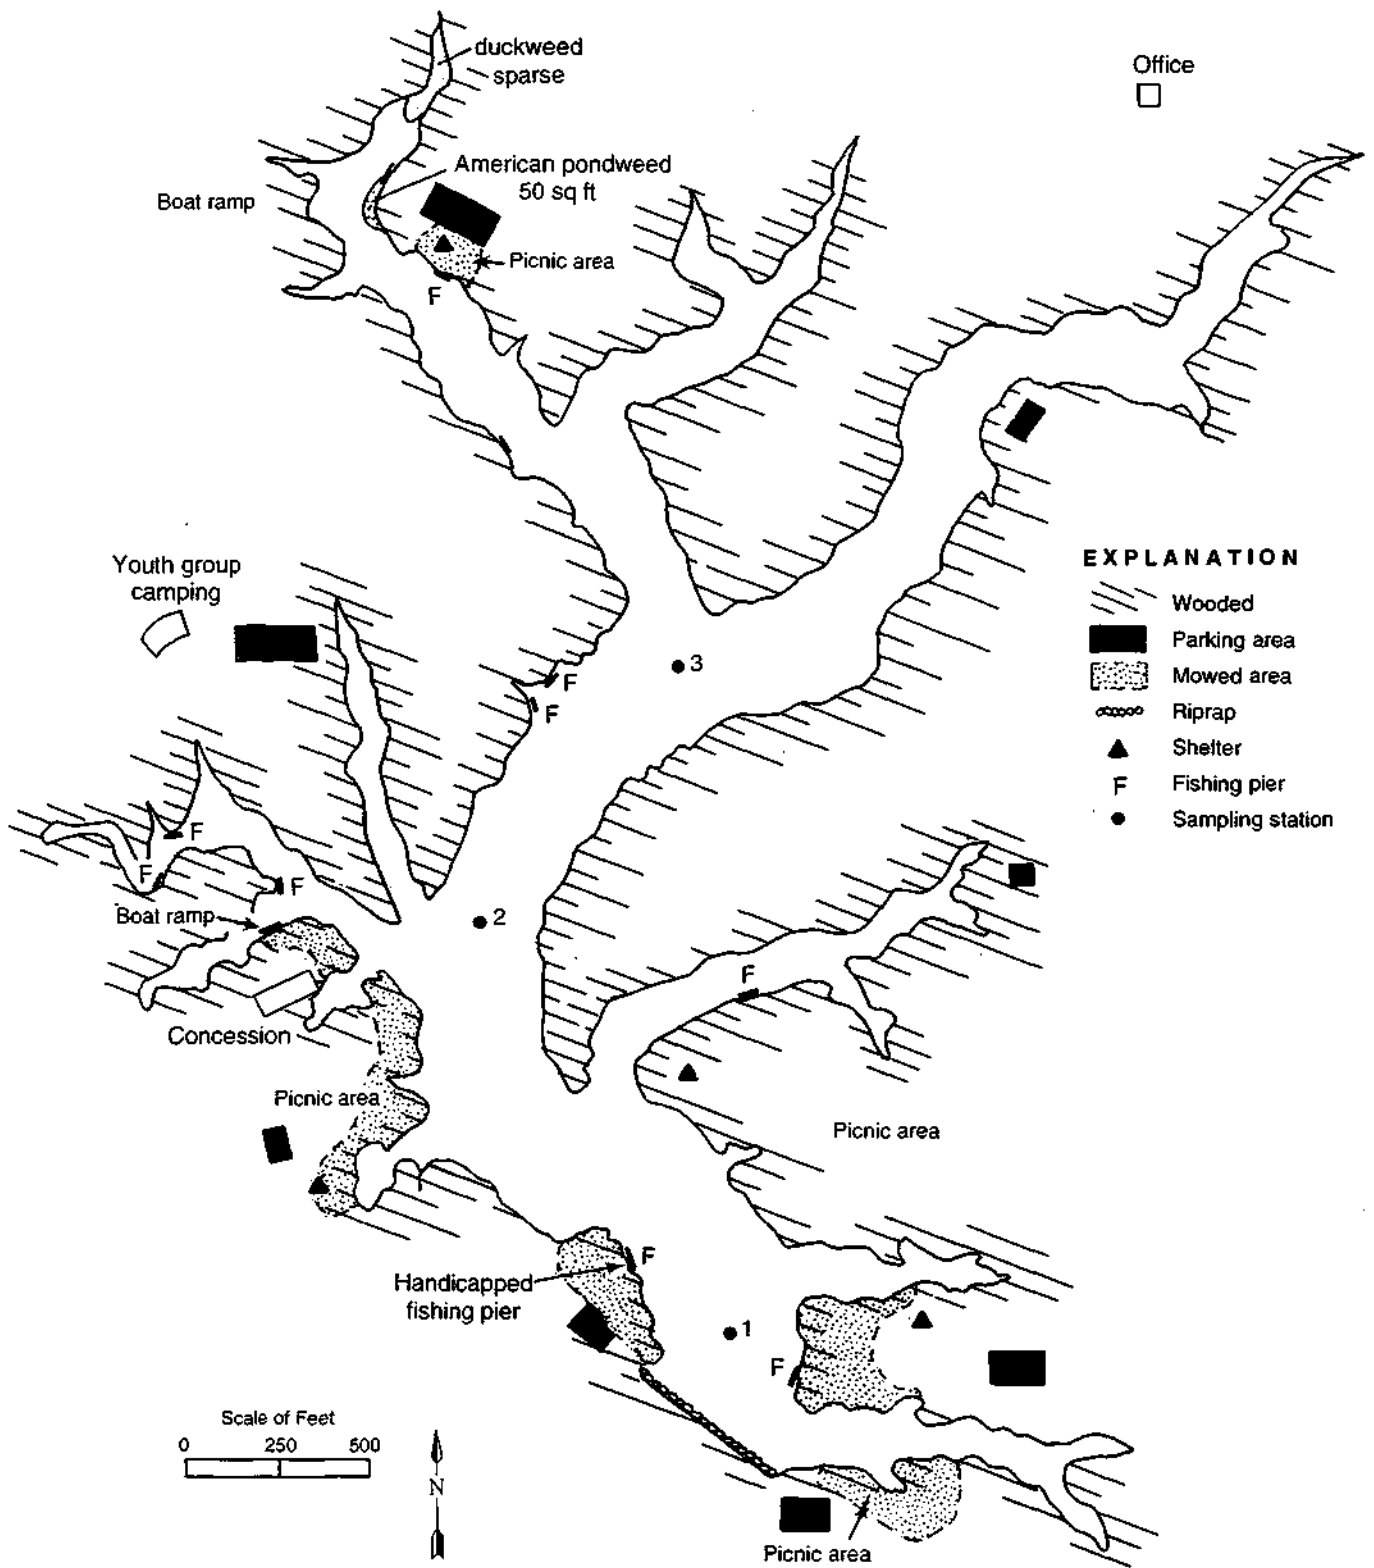 duckweed
sparse
Office
American pondweed
50 sq ft
Boat ramp
Picnic area
F
Youth group
camping
EXPLANATION
Wooded
Parking area
Mowed area
Riprap
Shelter
F Fishing pier
Sampling station
3
F
F
F
F
F
Boat ramp
2
F
Concession
Picnic area
Picnic area
F
Handicapped
fishing pier
1
F
Scale of Feet
0 250 500
N
Picnic area